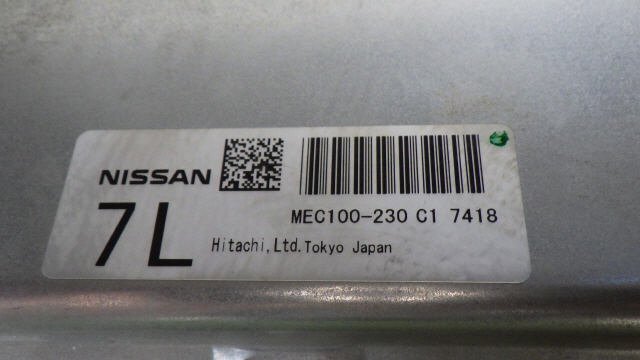 NISSAN
7L
MEC100-230 C1 7418
Hitachi,Ltd.Tokyo Japan